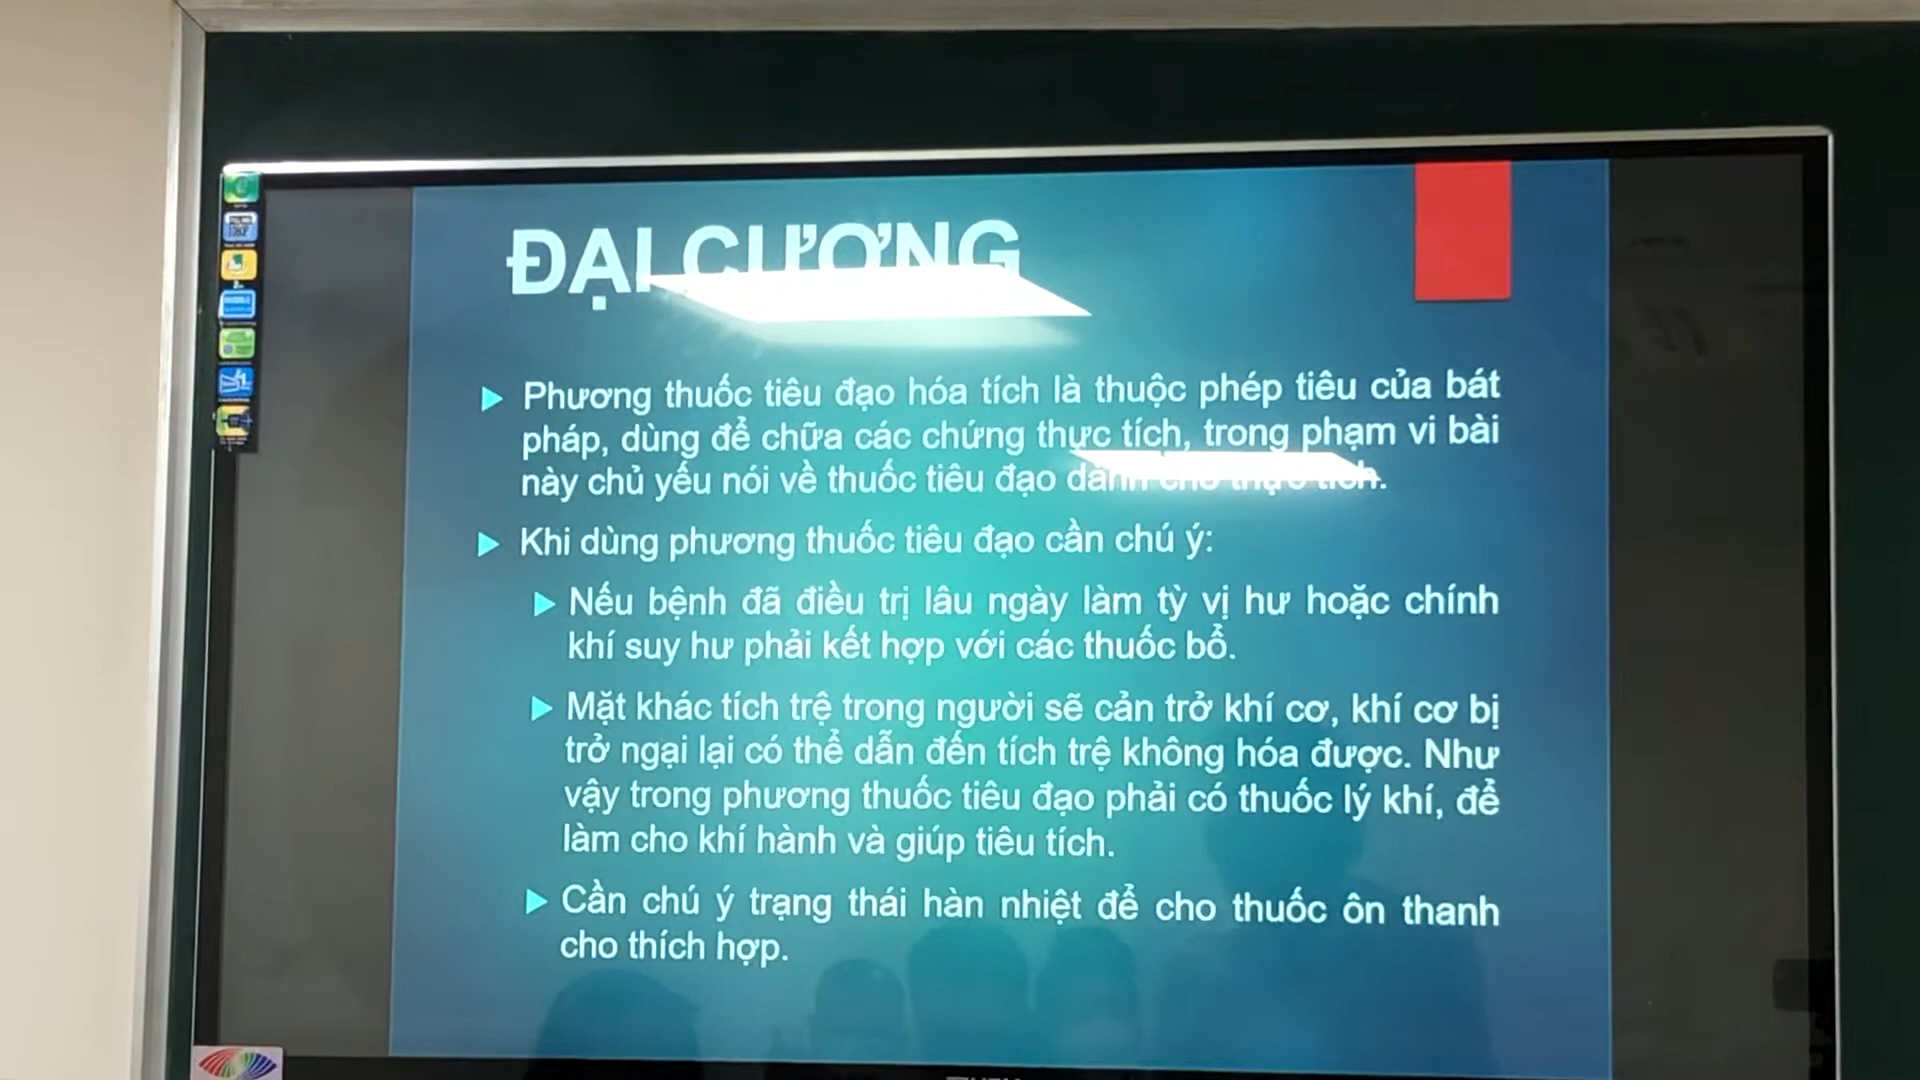 ĐẠI CƯƠNG
Phương thuốc tiêu đạo hóa tích là thuộc phép tiêu của bát
pháp, dùng để chữa các chứng thực tích, trong phạm vi bài
này chủ yếu nói về thuốc tiêu đạo dành cho thực tích.
Khi dùng phương thuốc tiêu đạo cần chú ý:
Nếu bệnh đã điều trị lâu ngày làm tỳ vị hư hoặc chính
khí suy hư phải kết hợp với các thuốc bổ.
Mặt khác tích trệ trong người sẽ cản trở khí cơ, khí cơ bị
trở ngại lại có thể dẫn đến tích trệ không hóa được. Như
vậy trong phương thuốc tiêu đạo phải có thuốc lý khí, để
làm cho khí hành và giúp tiêu tích.
Cần chú ý trạng thái hàn nhiệt để cho thuốc ôn thanh
cho thích hợp.